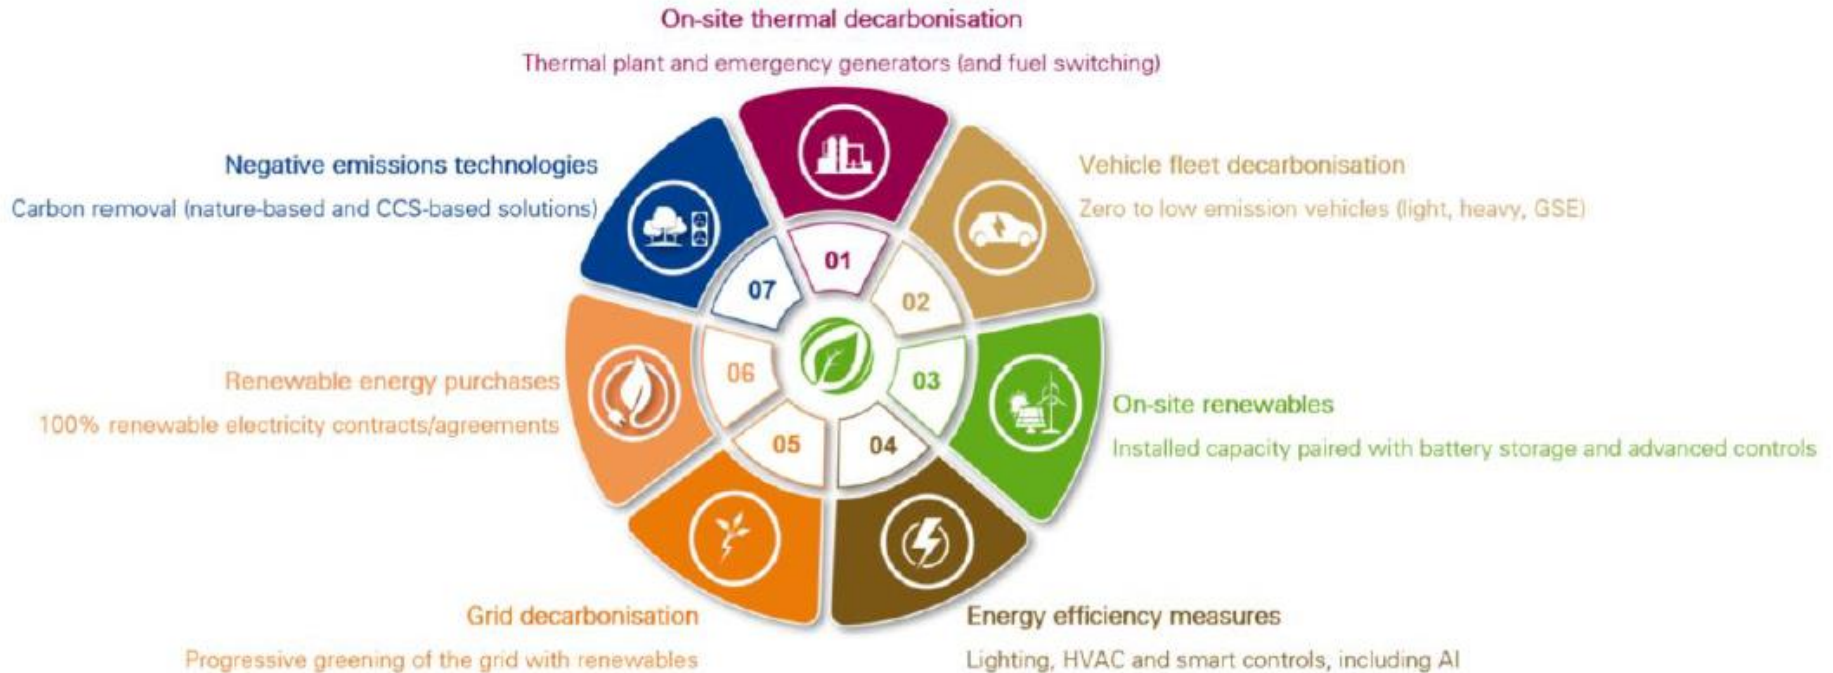 On-site thermal decarbonisation
Thermal plant and emergency generators (and fuel switching)
Negative emissions technologies
Carbon removal (nature-based and CCS-based solutions)
Vehicle fleet decarbonisation
Zero to low emission vehicles (light, heavy, GSE)
01
07
02
06
03
Renewable energy purchases
100% renewable electricity contracts/agreements
On-site renewables
Installed capacity paired with battery storage and advanced controls
05
04
Grid decarbonisation
Progressive greening of the grid with renewables
Energy efficiency measures
Lighting, HVAC and smart controls, including AI